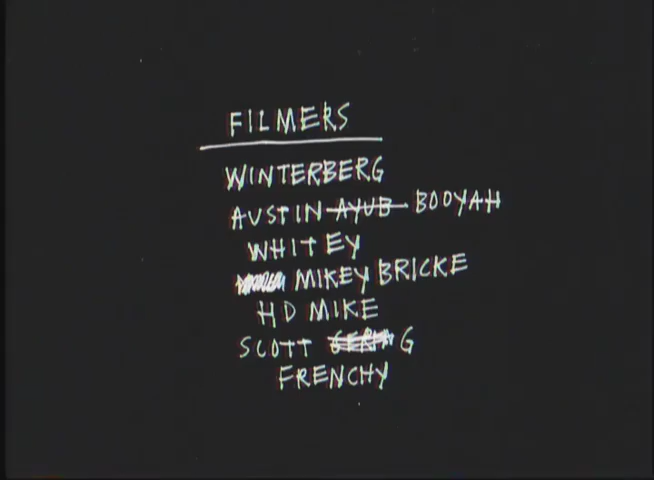 FILMERS
WINTERBERG
AUSTIN AYUB BOOYAH
WHITEY
MIKEY BRICKE
HD MIKE
SCOTT G
FRENCHY